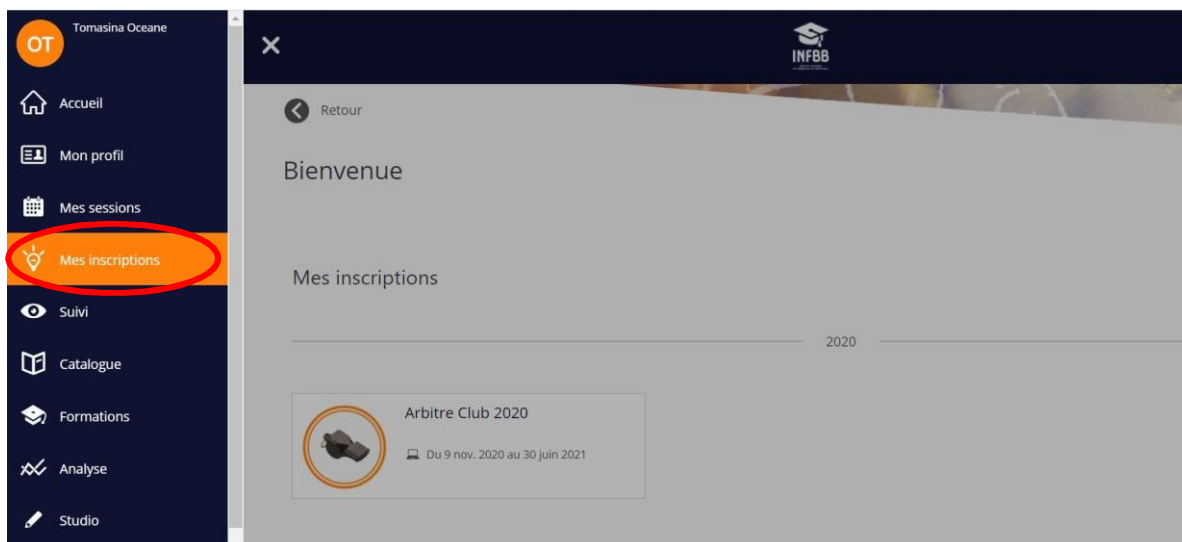 Tomasina Oceane
OT
Accueil
Mon profil
Mes sessions
Mes inscriptions
Suivi
Catalogue
Formations
Analyse
Studio
INFBB
Retour
Bienvenue
Mes inscriptions
2020
Arbitre Club 2020
Du 9 nov. 2020 au 30 juin 2021